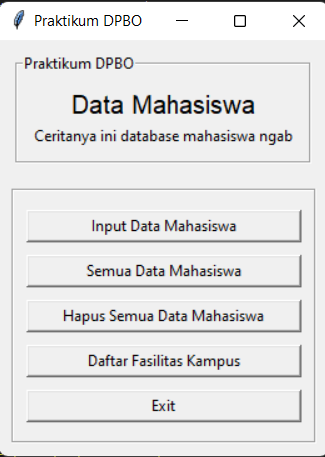 Praktikum DPBO
Praktikum DPBO
Data Mahasiswa
Ceritanya ini database mahasiswa ngab
Input Data Mahasiswa
Semua Data Mahasiswa
Hapus Semua Data Mahasiswa
Daftar Fasilitas Kampus
Exit